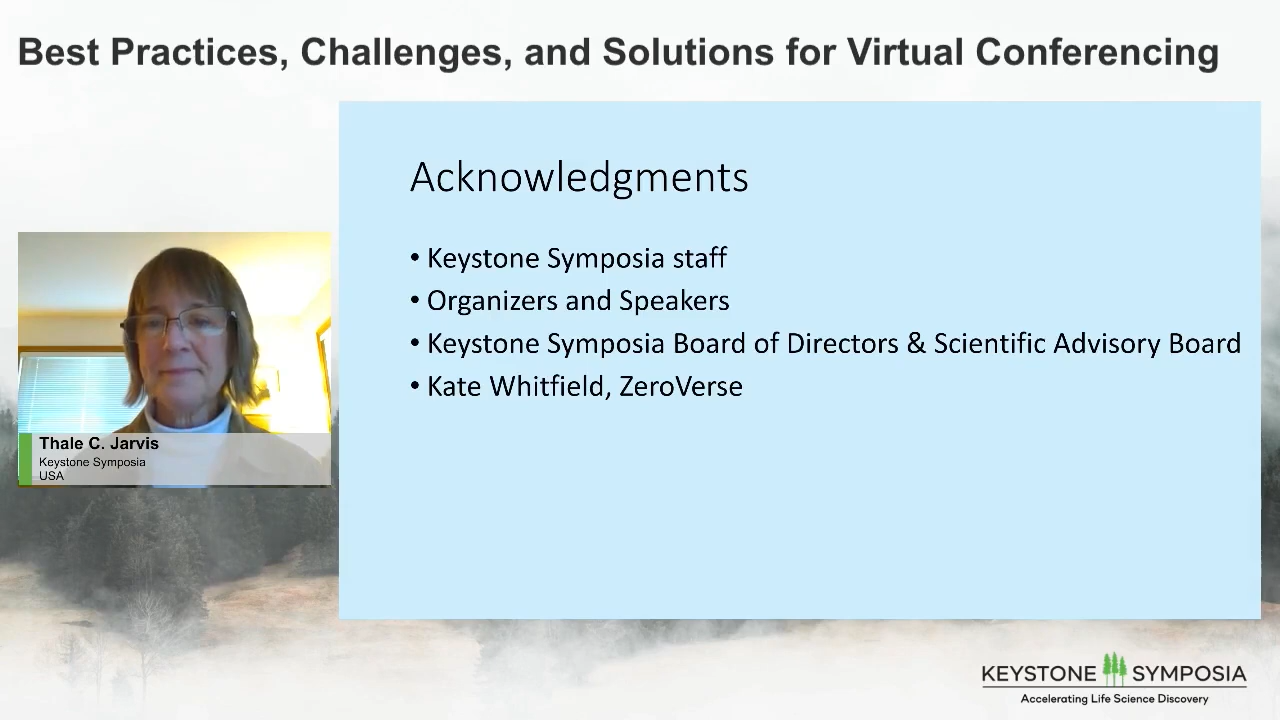 Best Practices, Challenges, and Solutions for Virtual Conferencing
Acknowledgments
• Keystone Symposia staff
• Organizers and Speakers
• Keystone Symposia Board of Directors & Scientific Advisory Board
• Kate Whitfield, ZeroVerse
Thale C. Jarvis
Keystone Symposia
USA
KEYSTONE SYMPOSIA
Accelerating Life Science Discovery